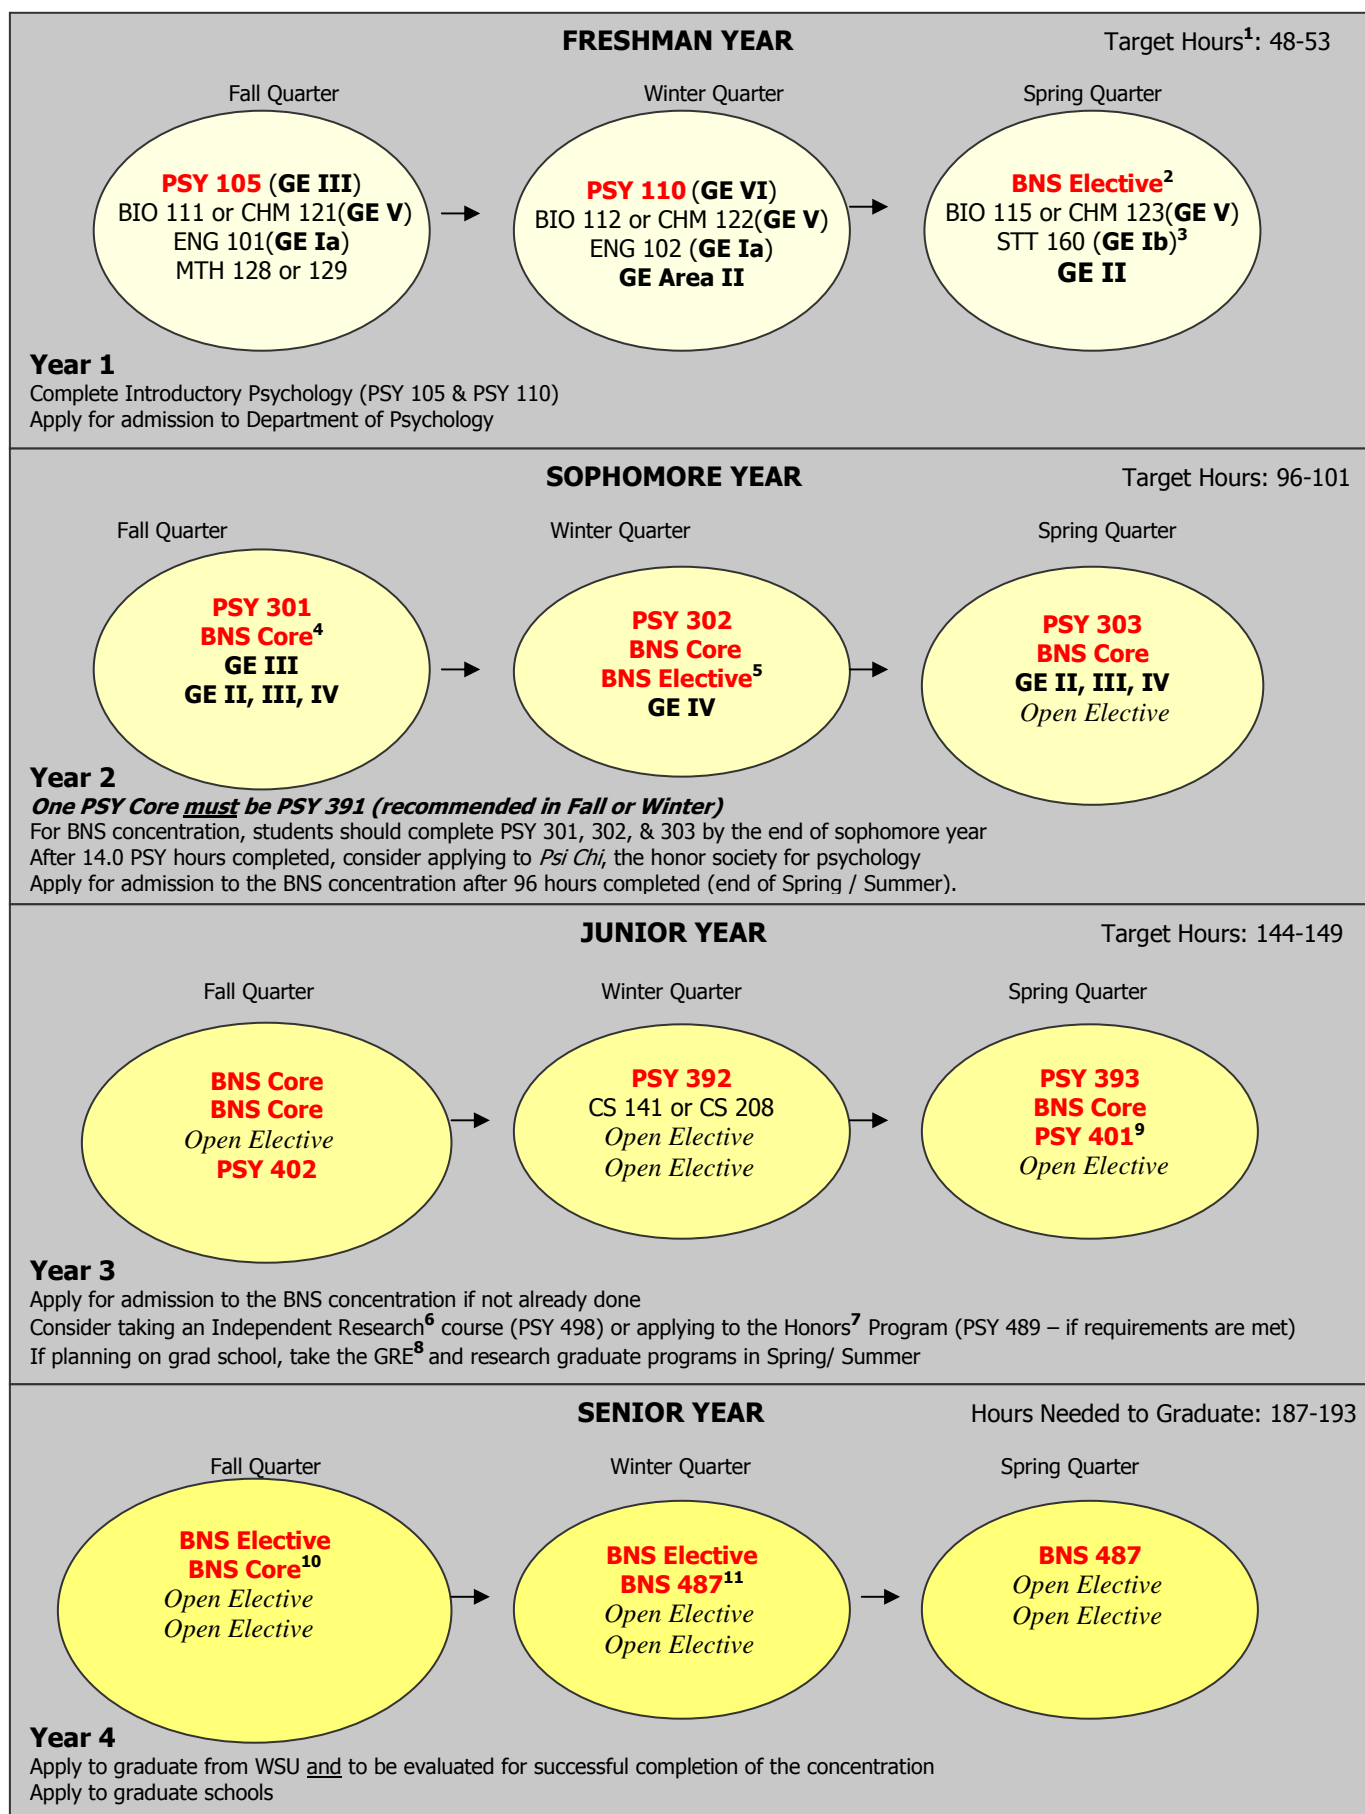 FRESHMAN YEAR
Target Hours1: 48-53
Fall Quarter
Winter Quarter
Spring Quarter
PSY 105 (GE III)
BIO 111 or CHM 121(GE V)
ENG 101(GE Ia)
MTH 128 or 129
PSY 110 (GE VI)
BIO 112 or CHM 122(GE V)
ENG 102 (GE Ia)
GE Area II
BNS Elective2
BIO 115 or CHM 123(GE V)
STT 160 (GE Ib)3
GE II
Year 1
Complete Introductory Psychology (PSY 105 & PSY 110)
Apply for admission to Department of Psychology
SOPHOMORE YEAR
Target Hours: 96-101
Fall Quarter
Winter Quarter
Spring Quarter
PSY 301
BNS Core4
GE III
GE II, III, IV
PSY 302
BNS Core
BNS Elective5
GE IV
PSY 303
BNS Core
GE II, III, IV
Open Elective
Year 2
One PSY Core must be PSY 391 (recommended in Fall or Winter)
For BNS concentration, students should complete PSY 301, 302, & 303 by the end of sophomore year
After 14.0 PSY hours completed, consider applying to Psi Chi, the honor society for psychology
Apply for admission to the BNS concentration after 96 hours completed (end of Spring / Summer).
JUNIOR YEAR
Target Hours: 144-149
Fall Quarter
Winter Quarter
Spring Quarter
BNS Core
BNS Core
Open Elective
PSY 402
PSY 392
CS 141 or CS 208
Open Elective
Open Elective
PSY 393
BNS Core
PSY 4019
Open Elective
Year 3
Apply for admission to the BNS concentration if not already done
Consider taking an Independent Research6 course (PSY 498) or applying to the Honors7 Program (PSY 489 – if requirements are met)
If planning on grad school, take the GRE8 and research graduate programs in Spring/ Summer
SENIOR YEAR
Hours Needed to Graduate: 187-193
Fall Quarter
Winter Quarter
Spring Quarter
BNS Elective
BNS Core10
Open Elective
Open Elective
BNS Elective
BNS 48711
Open Elective
Open Elective
BNS 487
Open Elective
Open Elective
Year 4
Apply to graduate from WSU and to be evaluated for successful completion of the concentration
Apply to graduate schools